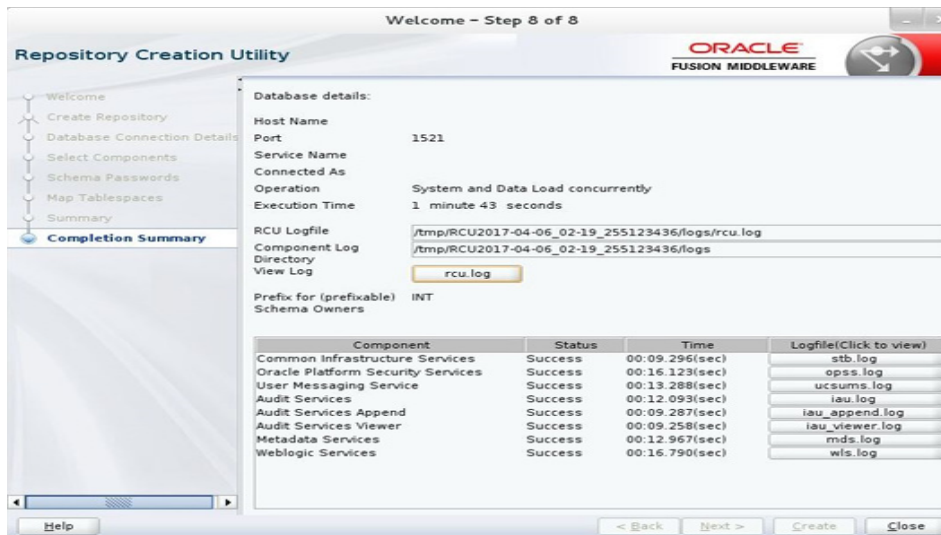 Welcome - Step 8 of 8
Repository Creation Utility
ORACLE
FUSION MIDDLEWARE
Welcome
Create Repository
Database Connection Details
Select Components
Schema Passwords
Map Tablespaces
Summary
Completion Summary
Database details:
Host Name
Port 1521
Service Name
Connected As
Operation System and Data Load concurrently
Execution Time 1 minute 43 seconds
RCU Logfile /tmp/RCU2017-04-06_02-19_255123436/logs/rcu.log
Component Log /tmp/RCU2017-04-06_02-19_255123436/logs
Directory
View Log rcu.log
Prefix for (prefixable) INT
Schema Owners
Component Status Time Logfile(Click to view)
Common Infrastructure Services Success 00:09.296(sec) stb.log
Oracle Platform Security Services Success 00:16.123(sec) opss.log
User Messaging Service Success 00:13.288(sec) ucsums.log
Audit Services Success 00:12.093(sec) iau.log
Audit Services Append Success 00:09.287(sec) iau_append.log
Audit Services Viewer Success 00:09.258(sec) iau_viewer.log
Metadata Services Success 00:12.967(sec) mds.log
Weblogic Services Success 00:16.790(sec) wls.log
Help < Back Next > Create Close